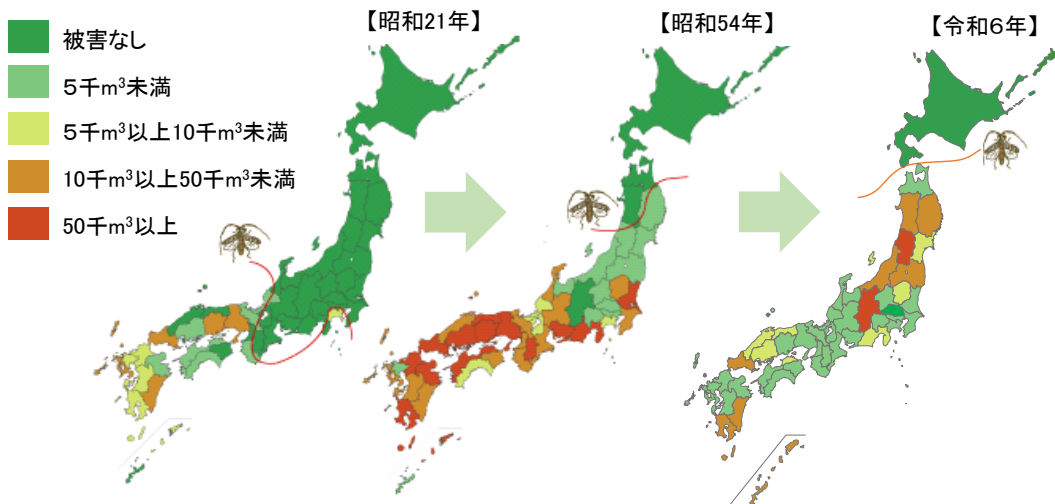 【昭和21年】
【昭和54年】
【令和６年】
被害なし
５千m³未満
５千m³以上10千m³未満
10千m³以上50千m³未満
50千m³以上